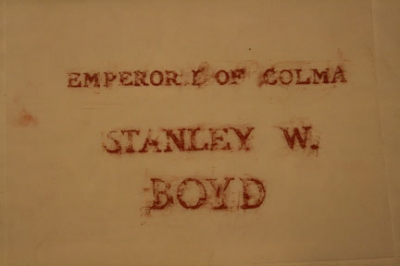 EMPEROR I OF COLMA
STANLEY W.
BOYD